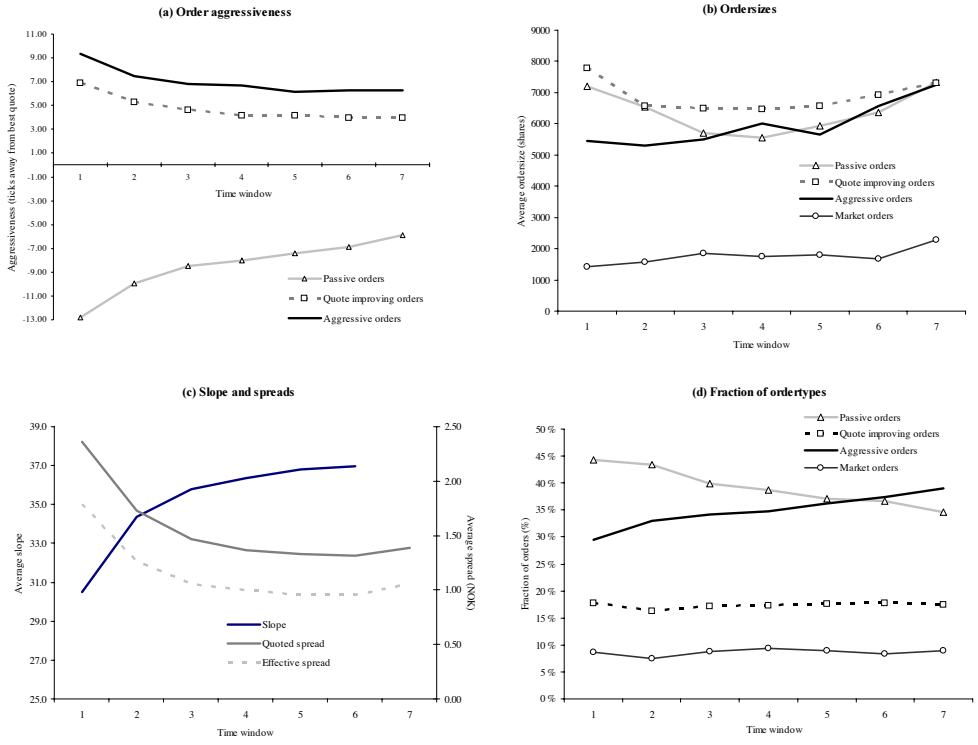 (a) Order aggressiveness
11.00
9.00
7.00
5.00
3.00
1.00
-1.00
-3.00
-5.00
-7.00
-9.00
-11.00
-13.00
Aggressiveness (ticks away from best quote)
1 2 3 4 5 6 7
Time window
Passive orders
Quote improving orders
Aggressive orders
(b) Ordersizes
9000
8000
7000
6000
5000
4000
3000
2000
1000
0
Average ordersize (shares)
Passive orders
Quote improving orders
Aggressive orders
Market orders
1 2 3 4 5 6 7
Time window
(c) Slope and spreads
39.0
37.0
35.0
33.0
31.0
29.0
27.0
25.0
Average slope
2.50
2.00
1.50
1.00
0.50
0.00
Average spread (NOK)
Slope
Quoted spread
Effective spread
1 2 3 4 5 6 7
Time window
(d) Fraction of ordertypes
Passive orders
Quote improving orders
Aggressive orders
Market orders
50 %
45 %
40 %
35 %
30 %
25 %
20 %
15 %
10 %
5 %
0 %
Fraction of orders (%)
1 2 3 4 5 6 7
Time window